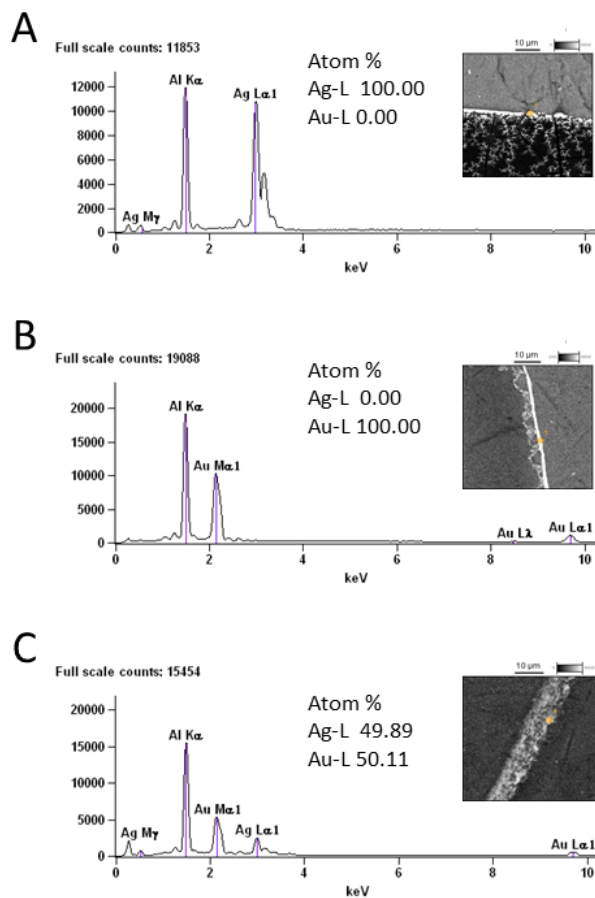 A
Full scale counts: 11853
Atom %
Ag-L 100.00
Au-L 0.00
10 µm
12000
10000
8000
6000
4000
2000
0
Al Kα
Ag Lα1
Ag Mγ
0 2 4 6 8 10
keV
B
Full scale counts: 19088
Atom %
Ag-L 0.00
Au-L 100.00
10 µm
20000
15000
10000
5000
0
Al Kα
Au Mα1
Au Lλ
Au Lα1
0 2 4 6 8 10
keV
C
Full scale counts: 15454
Atom %
Ag-L 49.89
Au-L 50.11
10 µm
20000
15000
10000
5000
0
Al Kα
Au Mα1
Ag Lα1
Ag Mγ
Au Lα1
0 2 4 6 8 10
keV